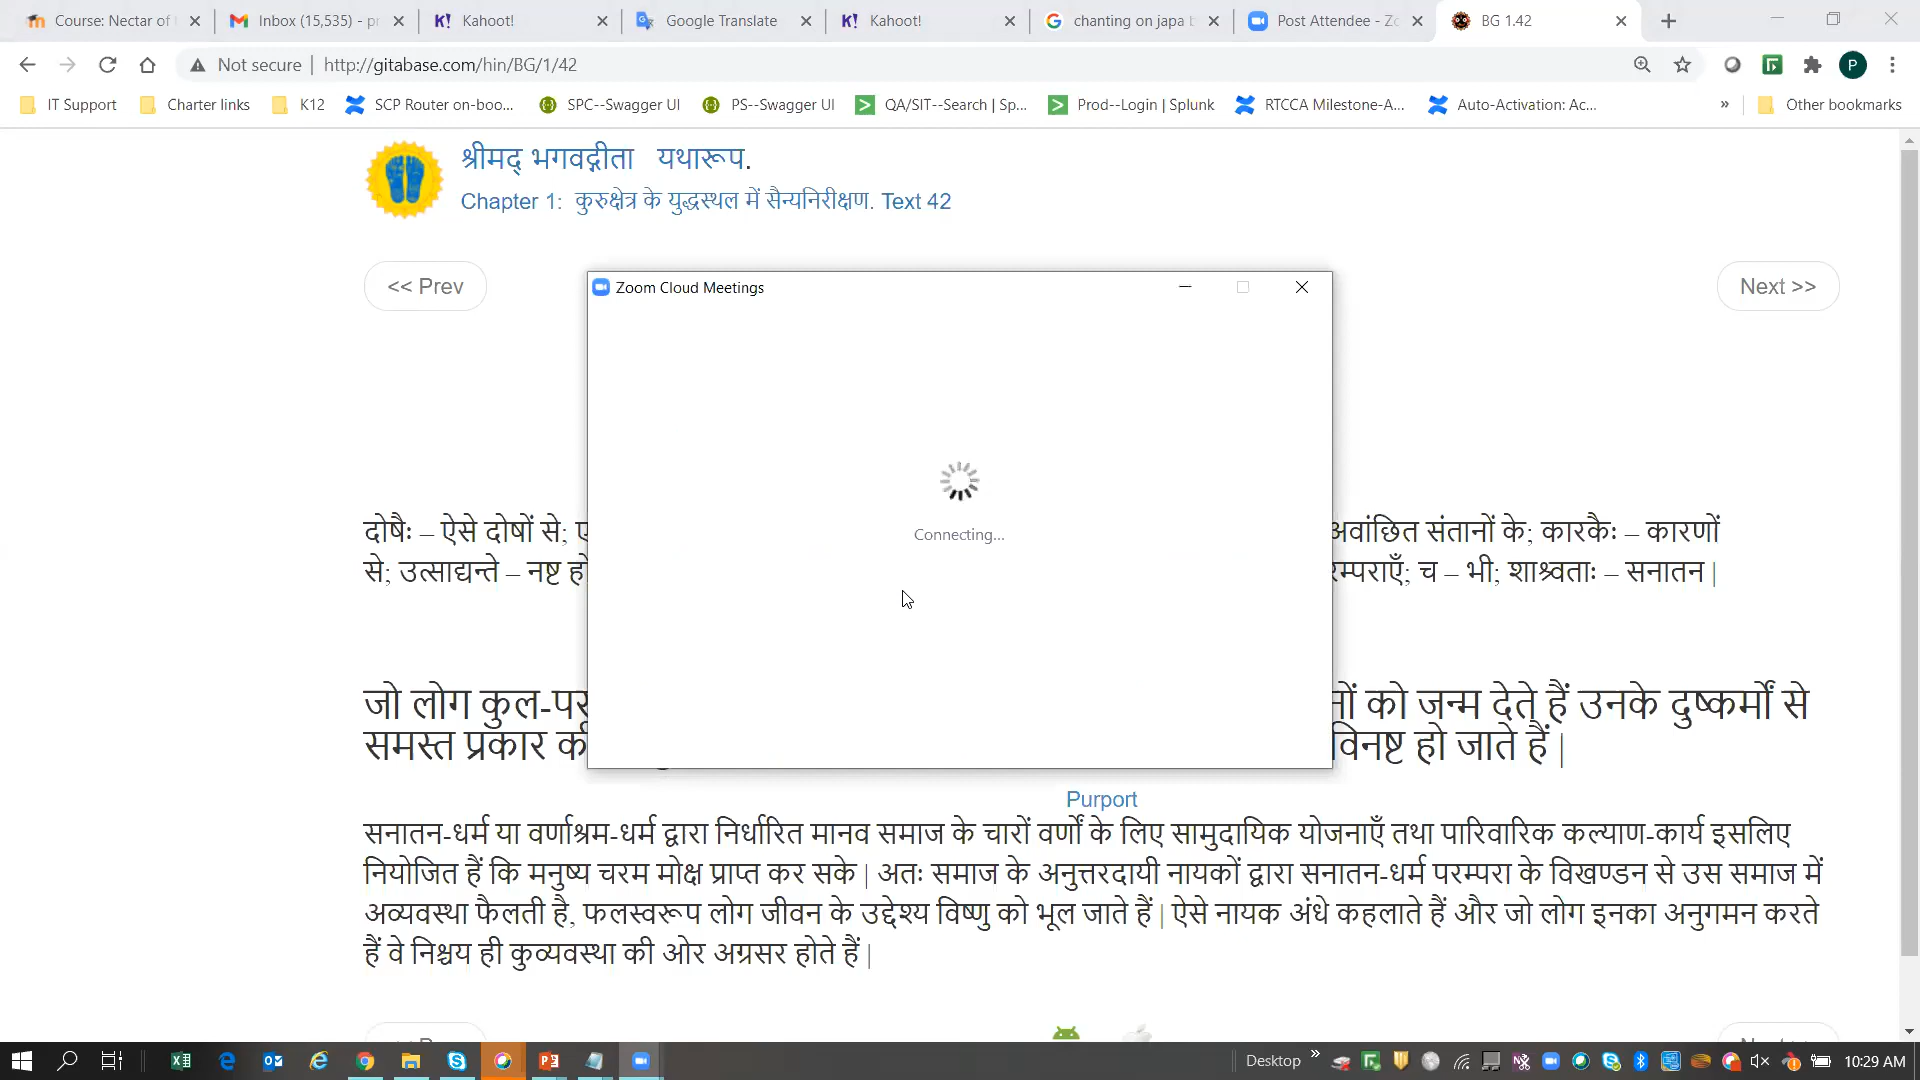 Course: Nectar of
Inbox (15,535) - pr
Kahoot!
Google Translate
Kahoot!
chanting on japa b
Post Attendee - Zo
BG 1.42
Not secure
http://gitabase.com/hin/BG/1/42
P
IT Support
Charter links
K12
SCP Router on-boo...
SPC--Swagger UI
PS--Swagger UI
QA/SIT--Search | Sp...
Prod--Login | Splunk
RTCCA Milestone-A...
Auto-Activation: Ac...
»
Other bookmarks
श्रीमद् भगवद्गीता यथारूप.
Chapter 1: कुरुक्षेत्र के युद्धस्थल में सैन्यनिरीक्षण. Text 42
<< Prev
Next >>
Zoom Cloud Meetings
Connecting...
दोषैः – ऐसे दोषों से; अवांछित संतानों के; कारकैः – कारणों
से; उत्साद्यन्ते – नष्ट परम्पराएँ; च – भी; शाश्र्वताः – सनातन |
जो लोग को जन्म देते हैं उनके दुष्कर्मों से
समस्त प्रकार विनष्ट हो जाते हैं |
Purport
सनातन-धर्म या वर्णाश्रम-धर्म द्वारा निर्धारित मानव समाज के चारों वर्णों के लिए सामुदायिक योजनाएँ तथा पारिवारिक कल्याण-कार्य इसलिए
नियोजित हैं कि मनुष्य चरम मोक्ष प्राप्त कर सके | अतः समाज के अनुत्तरदायी नायकों द्वारा सनातन-धर्म परम्परा के विखण्डन से उस समाज में
अव्यवस्था फैलती है, फलस्वरूप लोग जीवन के उद्देश्य विष्णु को भूल जाते हैं | ऐसे नायक अंधे कहलाते हैं और जो लोग इनका अनुगमन करते
हैं वे निश्चय ही कुव्यवस्था की ओर अग्रसर होते हैं |
Desktop
»
10:29 AM